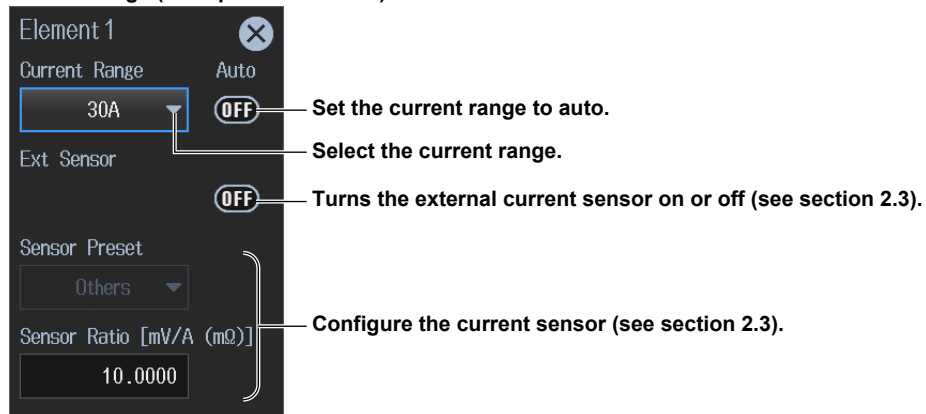 Element 1
Current Range Auto
30A OFF Set the current range to auto.
Select the current range.
Ext Sensor
OFF Turns the external current sensor on or off (see section 2.3).
Sensor Preset
Others
Configure the current sensor (see section 2.3).
Sensor Ratio [mV/A (mΩ)]
10.0000